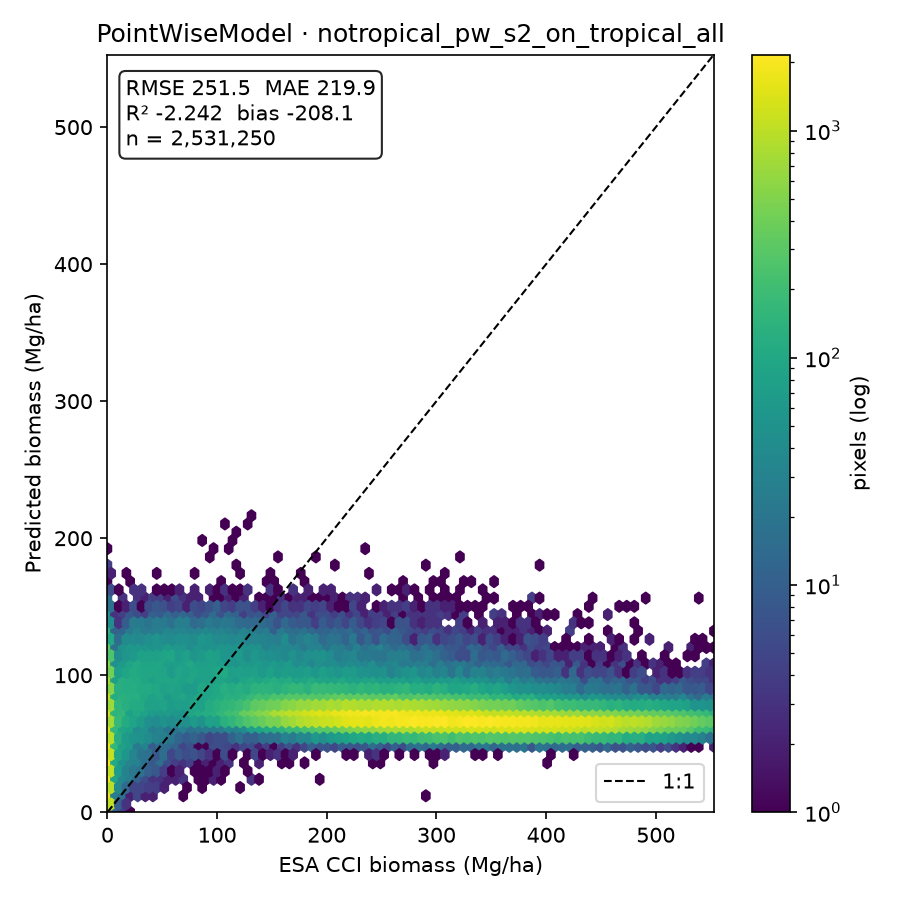 PointWiseModel · notropical_pw_s2_on_tropical_all
RMSE 251.5  MAE 219.9
R² -2.242  bias -208.1
n = 2,531,250
Predicted biomass (Mg/ha)
500
400
300
200
100
0
0 100 200 300 400 500
ESA CCI biomass (Mg/ha)
1:1
10³
10²
10¹
10⁰
pixels (log)